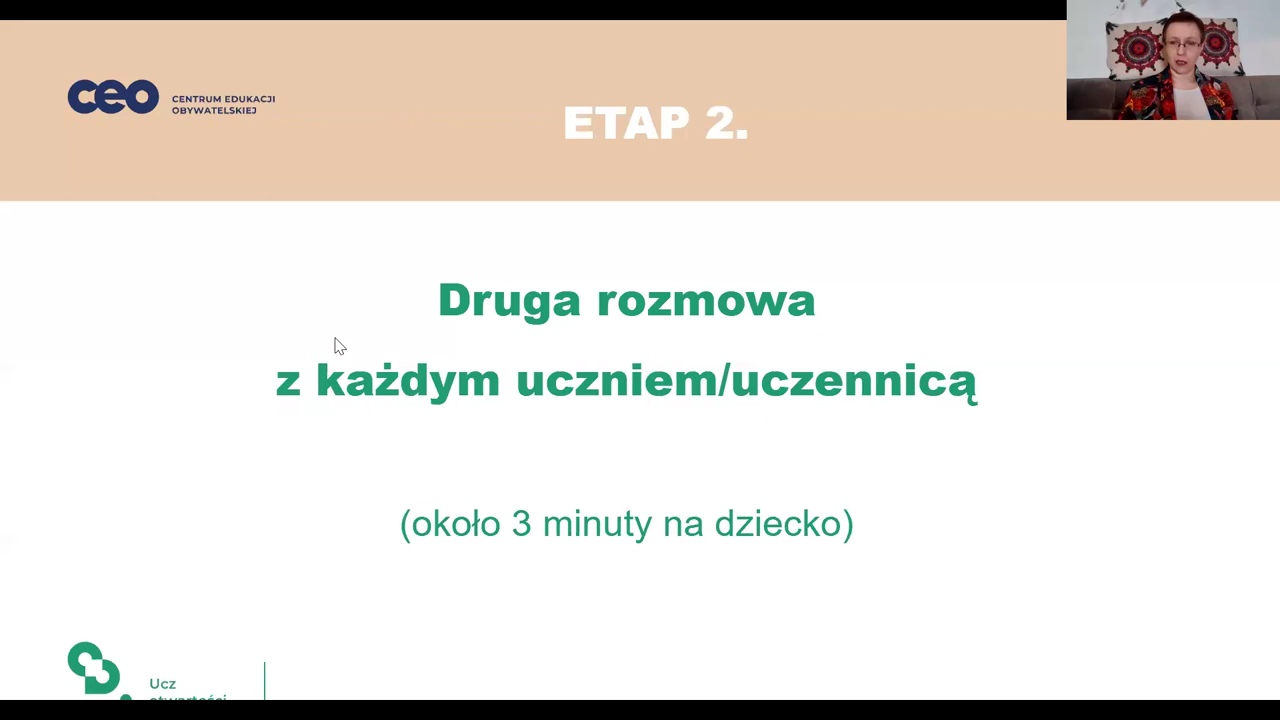 ceo
CENTRUM EDUKACJI
OBYWATELSKIEJ
ETAP 2.
Druga rozmowa
z każdym uczniem/uczennicą
(około 3 minuty na dziecko)
Ucz
otwartości